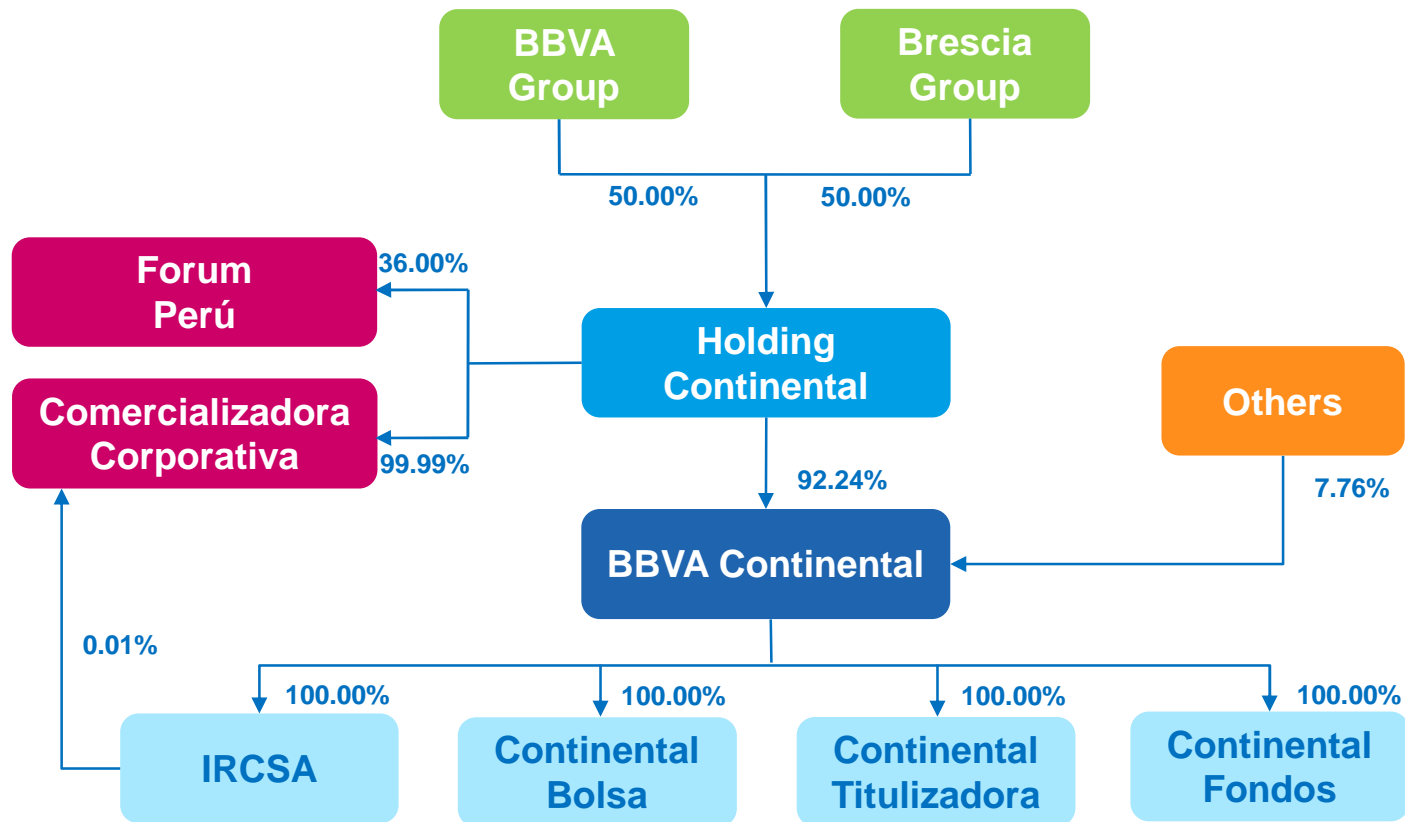 BBVA
Group
Brescia
Group
50.00%
50.00%
Forum
Perú
36.00%
Holding
Continental
Comercializadora
Corporativa
99.99%
Others
92.24%
7.76%
BBVA Continental
0.01%
100.00%
100.00%
100.00%
100.00%
IRCSA
Continental
Bolsa
Continental
Titulizadora
Continental
Fondos